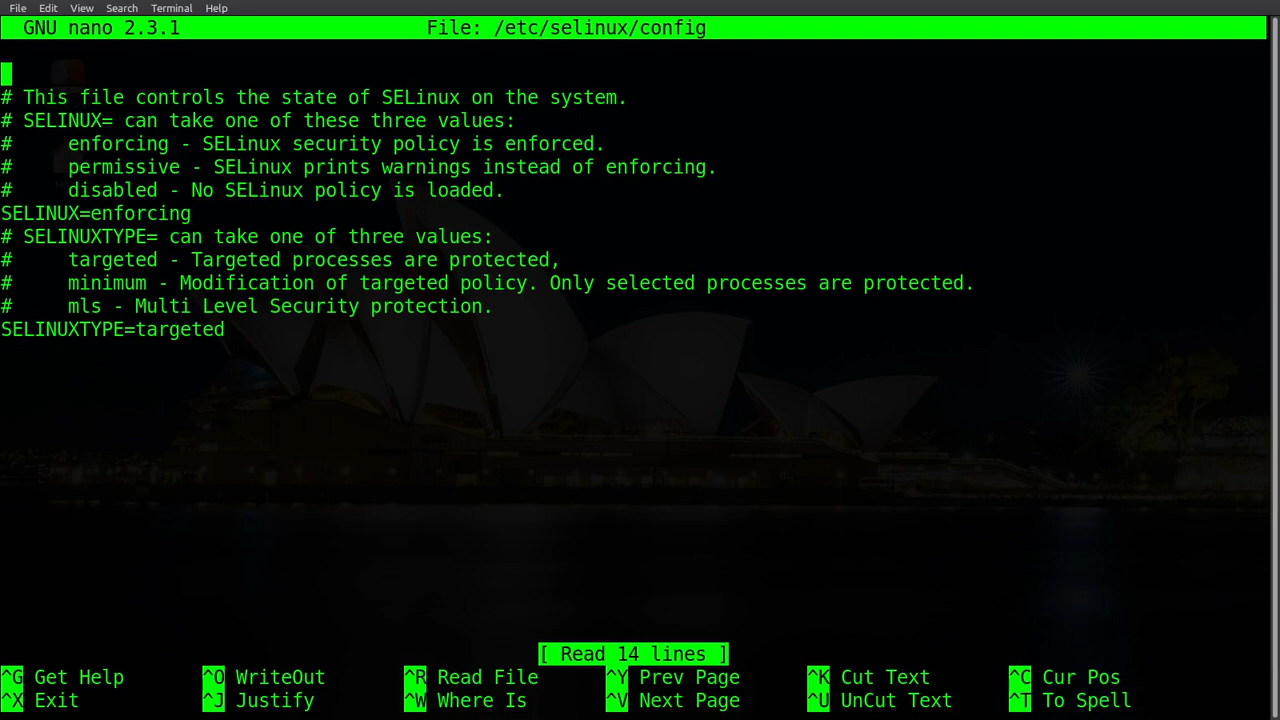 File Edit View Search Terminal Help
GNU nano 2.3.1 File: /etc/selinux/config
# This file controls the state of SELinux on the system.
# SELINUX= can take one of these three values:
#     enforcing - SELinux security policy is enforced.
#     permissive - SELinux prints warnings instead of enforcing.
#     disabled - No SELinux policy is loaded.
SELINUX=enforcing
# SELINUXTYPE= can take one of three values:
#     targeted - Targeted processes are protected,
#     minimum - Modification of targeted policy. Only selected processes are protected.
#     mls - Multi Level Security protection.
SELINUXTYPE=targeted
[ Read 14 lines ]
^G Get Help ^O WriteOut ^R Read File ^Y Prev Page ^K Cut Text ^C Cur Pos
^X Exit ^J Justify ^W Where Is ^V Next Page ^U UnCut Text ^T To Spell